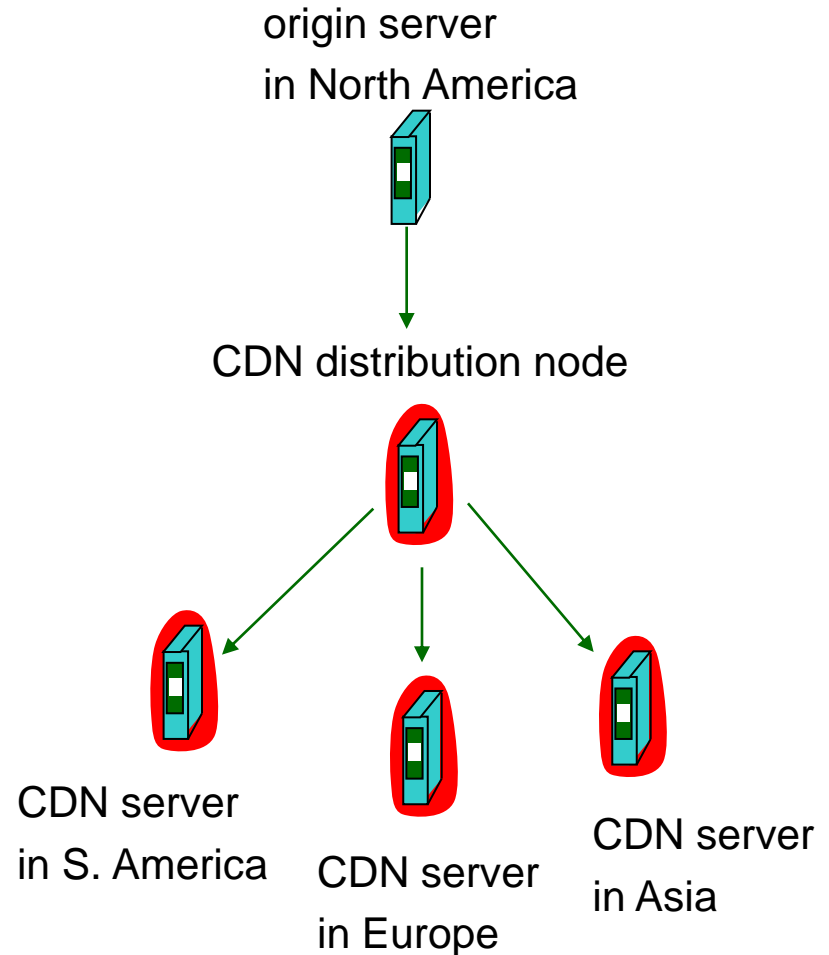 origin server
in North America
CDN distribution node
CDN server
in S. America
CDN server
in Europe
CDN server
in Asia